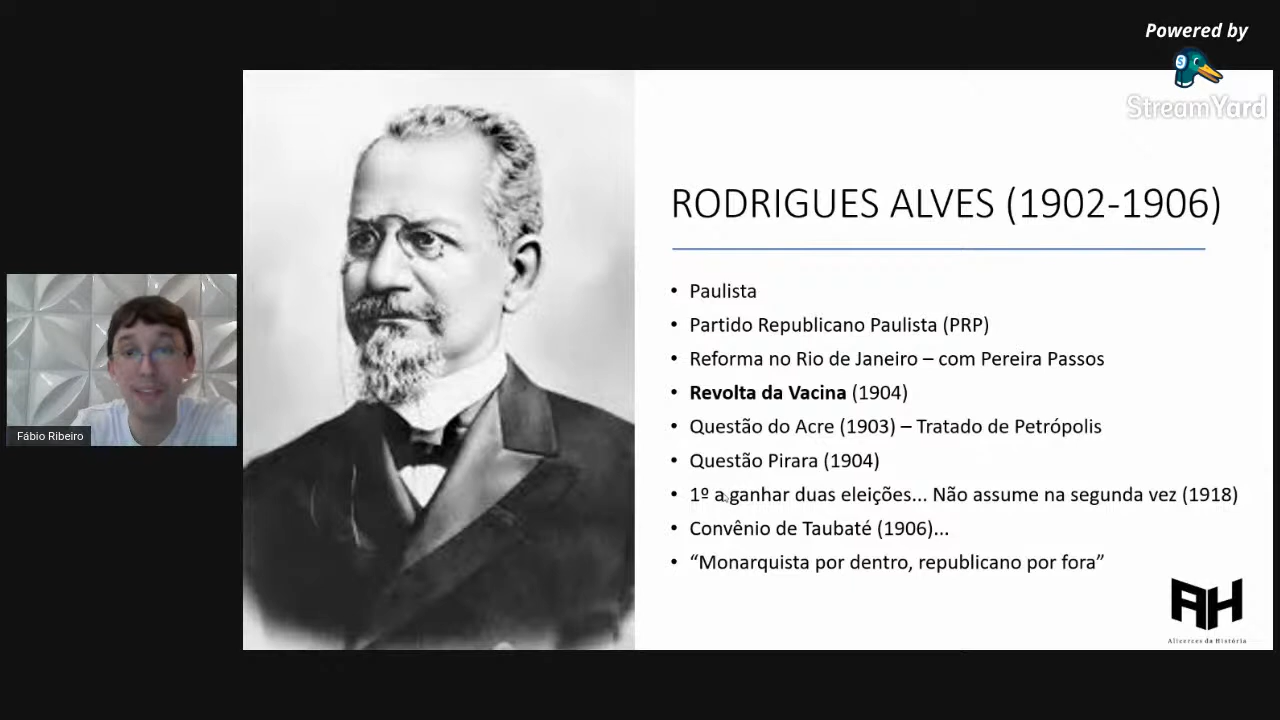 Powered by
StreamYard
RODRIGUES ALVES (1902-1906)
• Paulista
• Partido Republicano Paulista (PRP)
• Reforma no Rio de Janeiro – com Pereira Passos
• Revolta da Vacina (1904)
• Questão do Acre (1903) – Tratado de Petrópolis
• Questão Pirara (1904)
• 1º a ganhar duas eleições... Não assume na segunda vez (1918)
• Convênio de Taubaté (1906)...
• “Monarquista por dentro, republicano por fora”
Fábio Ribeiro
AH
Alicerces da História